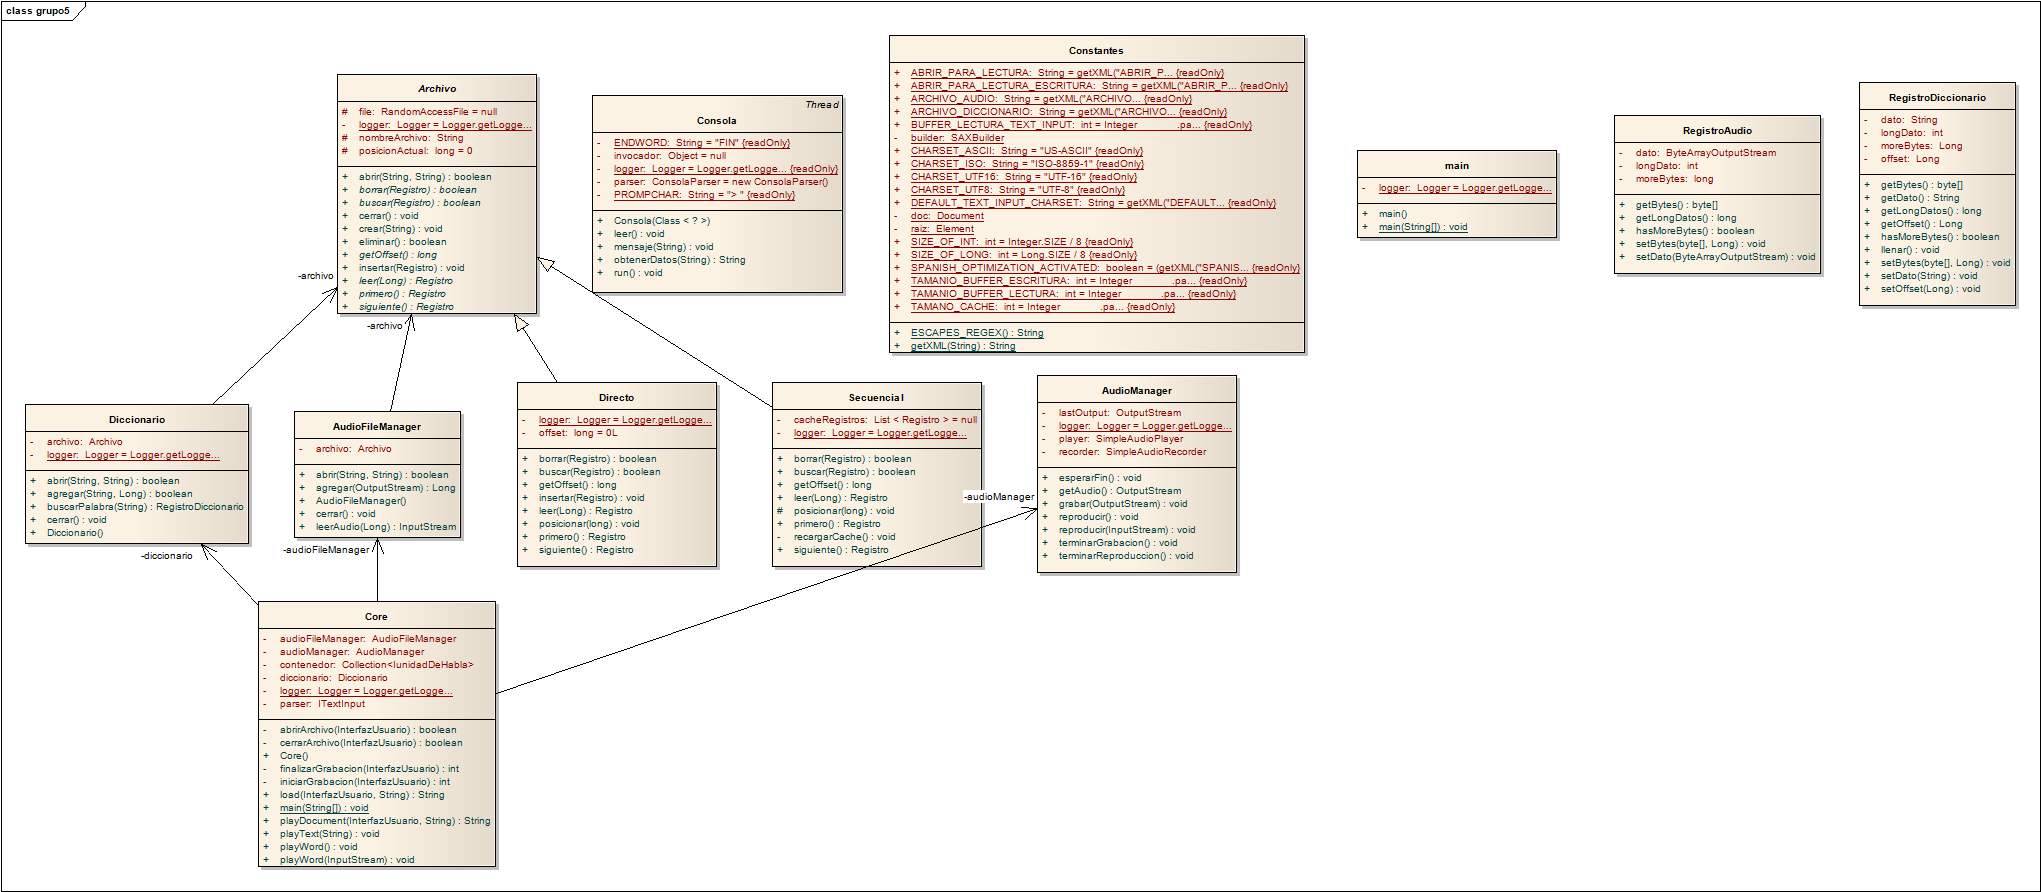 class grupo5
Archivo
# file: RandomAccessFile = null
- logger: Logger = Logger.getLogge...
# nombreArchivo: String
# posicionActual: long = 0
+ abrir(String, String) : boolean
+ borrar(Registro) : boolean
+ buscar(Registro) : boolean
+ cerrar() : void
+ crear(String) : void
+ eliminar() : boolean
+ getOffset() : long
+ insertar(Registro) : void
+ leer(Long) : Registro
+ primero() : Registro
+ siguiente() : Registro
Thread
Consola
- ENDWORD: String = "FIN" {readOnly}
- invocador: Object = null
- logger: Logger = Logger.getLogge... {readOnly}
- parser: ConsolaParser = new ConsolaParser()
- PROMPCHAR: String = "> " {readOnly}
+ Consola(Class < ? >)
+ leer() : void
+ mensaje(String) : void
+ obtenerDatos(String) : String
+ run() : void
Constantes
+ ABRIR_PARA_LECTURA: String = getXML("ABRIR_P... {readOnly}
+ ABRIR_PARA_LECTURA_ESCRITURA: String = getXML("ABRIR_P... {readOnly}
+ ARCHIVO_AUDIO: String = getXML("ARCHIVO... {readOnly}
+ ARCHIVO_DICCIONARIO: String = getXML("ARCHIVO... {readOnly}
+ BUFFER_LECTURA_TEXT_INPUT: int = Integer .pa... {readOnly}
- builder: SAXBuilder
+ CHARSET_ASCII: String = "US-ASCII" {readOnly}
+ CHARSET_ISO: String = "ISO-8859-1" {readOnly}
+ CHARSET_UTF16: String = "UTF-16" {readOnly}
+ CHARSET_UTF8: String = "UTF-8" {readOnly}
+ DEFAULT_TEXT_INPUT_CHARSET: String = getXML("DEFAULT... {readOnly}
- doc: Document
- raiz: Element
+ SIZE_OF_INT: int = Integer.SIZE / 8 {readOnly}
+ SIZE_OF_LONG: int = Long.SIZE / 8 {readOnly}
+ SPANISH_OPTIMIZATION_ACTIVATED: boolean = (getXML("SPANIS... {readOnly}
+ TAMANIO_BUFFER_ESCRITURA: int = Integer .pa... {readOnly}
+ TAMANIO_BUFFER_LECTURA: int = Integer .pa... {readOnly}
+ TAMANO_CACHE: int = Integer .pa... {readOnly}
+ ESCAPES_REGEX() : String
+ getXML(String) : String
main
- logger: Logger = Logger.getLogge...
+ main()
+ main(String[]) : void
RegistroAudio
- dato: ByteArrayOutputStream
- longDato: int
- moreBytes: long
+ getBytes() : byte[]
+ getLongDatos() : long
+ hasMoreBytes() : boolean
+ setBytes(byte[], Long) : void
+ setDato(ByteArrayOutputStream) : void
RegistroDiccionario
- dato: String
- longDato: int
- moreBytes: Long
- offset: Long
+ getBytes() : byte[]
+ getDato() : String
+ getLongDatos() : long
+ getOffset() : Long
+ hasMoreBytes() : boolean
+ llenar() : void
+ setBytes(byte[], Long) : void
+ setDato(String) : void
+ setOffset(Long) : void
-archivo
-archivo
Diccionario
- archivo: Archivo
- logger: Logger = Logger.getLogge...
+ abrir(String, String) : boolean
+ agregar(String, Long) : boolean
+ buscarPalabra(String) : RegistroDiccionario
+ cerrar() : void
+ Diccionario()
AudioFileManager
- archivo: Archivo
+ abrir(String, String) : boolean
+ agregar(OutputStream) : Long
+ AudioFileManager()
+ cerrar() : void
+ leerAudio(Long) : InputStream
Directo
- logger: Logger = Logger.getLogge...
- offset: long = 0L
+ borrar(Registro) : boolean
+ buscar(Registro) : boolean
+ getOffset() : long
+ insertar(Registro) : void
+ leer(Long) : Registro
+ posicionar(long) : void
+ primero() : Registro
+ siguiente() : Registro
Secuencial
- cacheRegistros: List < Registro > = null
- logger: Logger = Logger.getLogge...
+ borrar(Registro) : boolean
+ buscar(Registro) : boolean
+ getOffset() : long
+ leer(Long) : Registro
# posicionar(long) : void
+ primero() : Registro
- recargarCache() : void
+ siguiente() : Registro
-audioManager
AudioManager
- lastOutput: OutputStream
- logger: Logger = Logger.getLogge...
- player: SimpleAudioPlayer
- recorder: SimpleAudioRecorder
+ esperarFin() : void
+ getAudio() : OutputStream
+ grabar(OutputStream) : void
+ reproducir() : void
+ reproducir(InputStream) : void
+ terminarGrabacion() : void
+ terminarReproduccion() : void
-diccionario
-audioFileManager
Core
- audioFileManager: AudioFileManager
- audioManager: AudioManager
- contenedor: Collection<IunidadDeHabla>
- diccionario: Diccionario
- logger: Logger = Logger.getLogge...
- parser: ITextInput
- abrirArchivo(InterfazUsuario) : boolean
- cerrarArchivo(InterfazUsuario) : boolean
+ Core()
- finalizarGrabacion(InterfazUsuario) : int
- iniciarGrabacion(InterfazUsuario) : int
+ load(InterfazUsuario, String) : String
+ main(String[]) : void
+ playDocument(InterfazUsuario, String) : String
+ playText(String) : void
+ playWord() : void
+ playWord(InputStream) : void